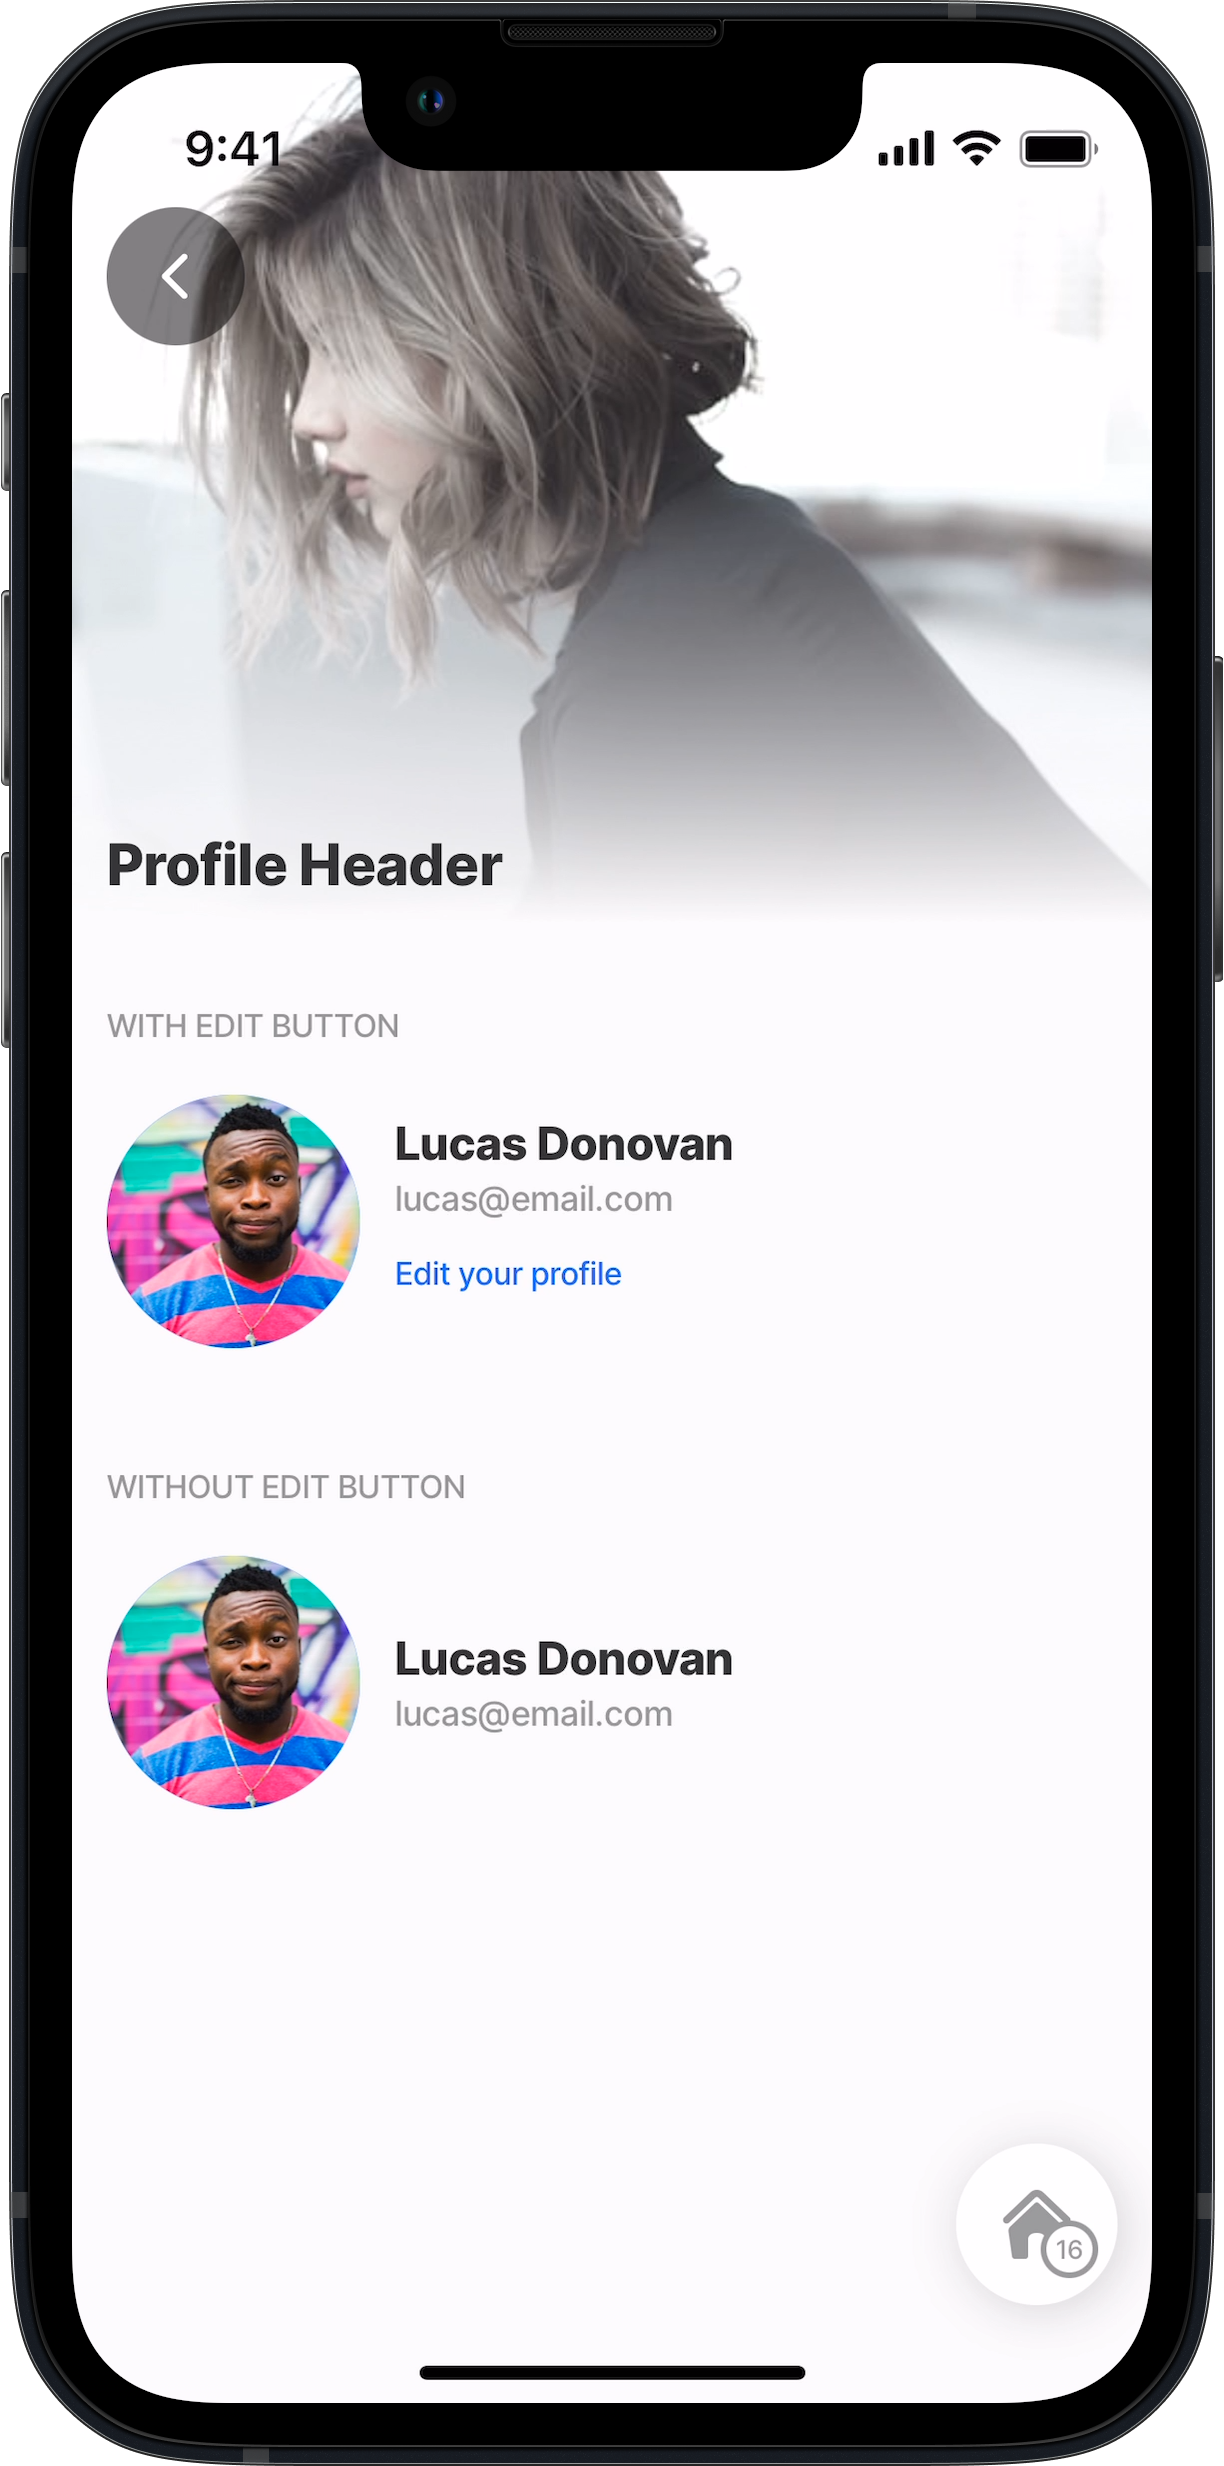 9:41
Profile Header
WITH EDIT BUTTON
Lucas Donovan
lucas@email.com
Edit your profile
WITHOUT EDIT BUTTON
Lucas Donovan
lucas@email.com
16